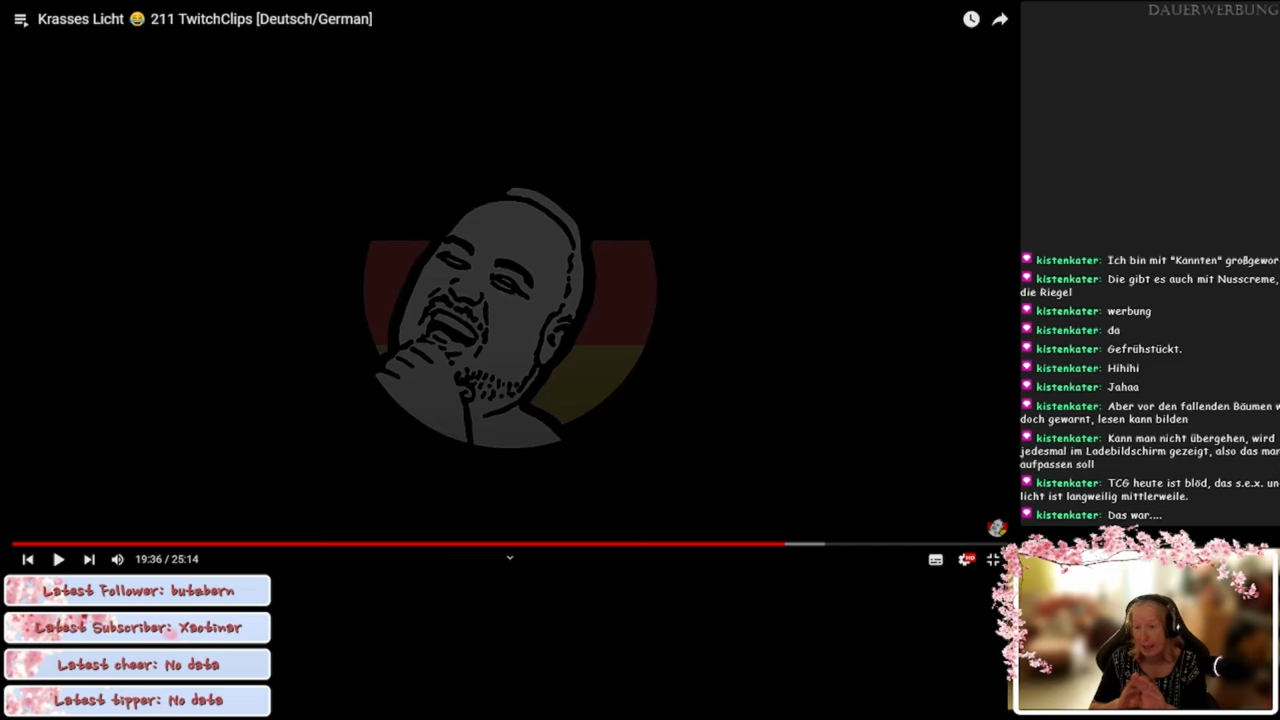 Krasses Licht 😂 211 TwitchClips [Deutsch/German]
DAUERWERBUNG
kistenkater: Ich bin mit "Kannten" großgewor
kistenkater: Die gibt es auch mit Nusscreme,
die Riegel
kistenkater: werbung
kistenkater: da
kistenkater: Gefrühstückt.
kistenkater: Hihihi
kistenkater: Jahaa
kistenkater: Aber vor den fallenden Bäumen w
doch gewarnt, lesen kann bilden
kistenkater: Kann man nicht übergehen, wird
jedesmal im Ladebildschirm gezeigt, also das man
aufpassen soll
kistenkater: TCG heute ist blöd, das s.e.x. un
licht ist langweilig mittlerweile.
kistenkater: Das war....
19:36 / 25:14
HD
Latest Follower: butabern
Latest Subscriber: Xaotinar
Latest cheer: No data
Latest tipper: No data